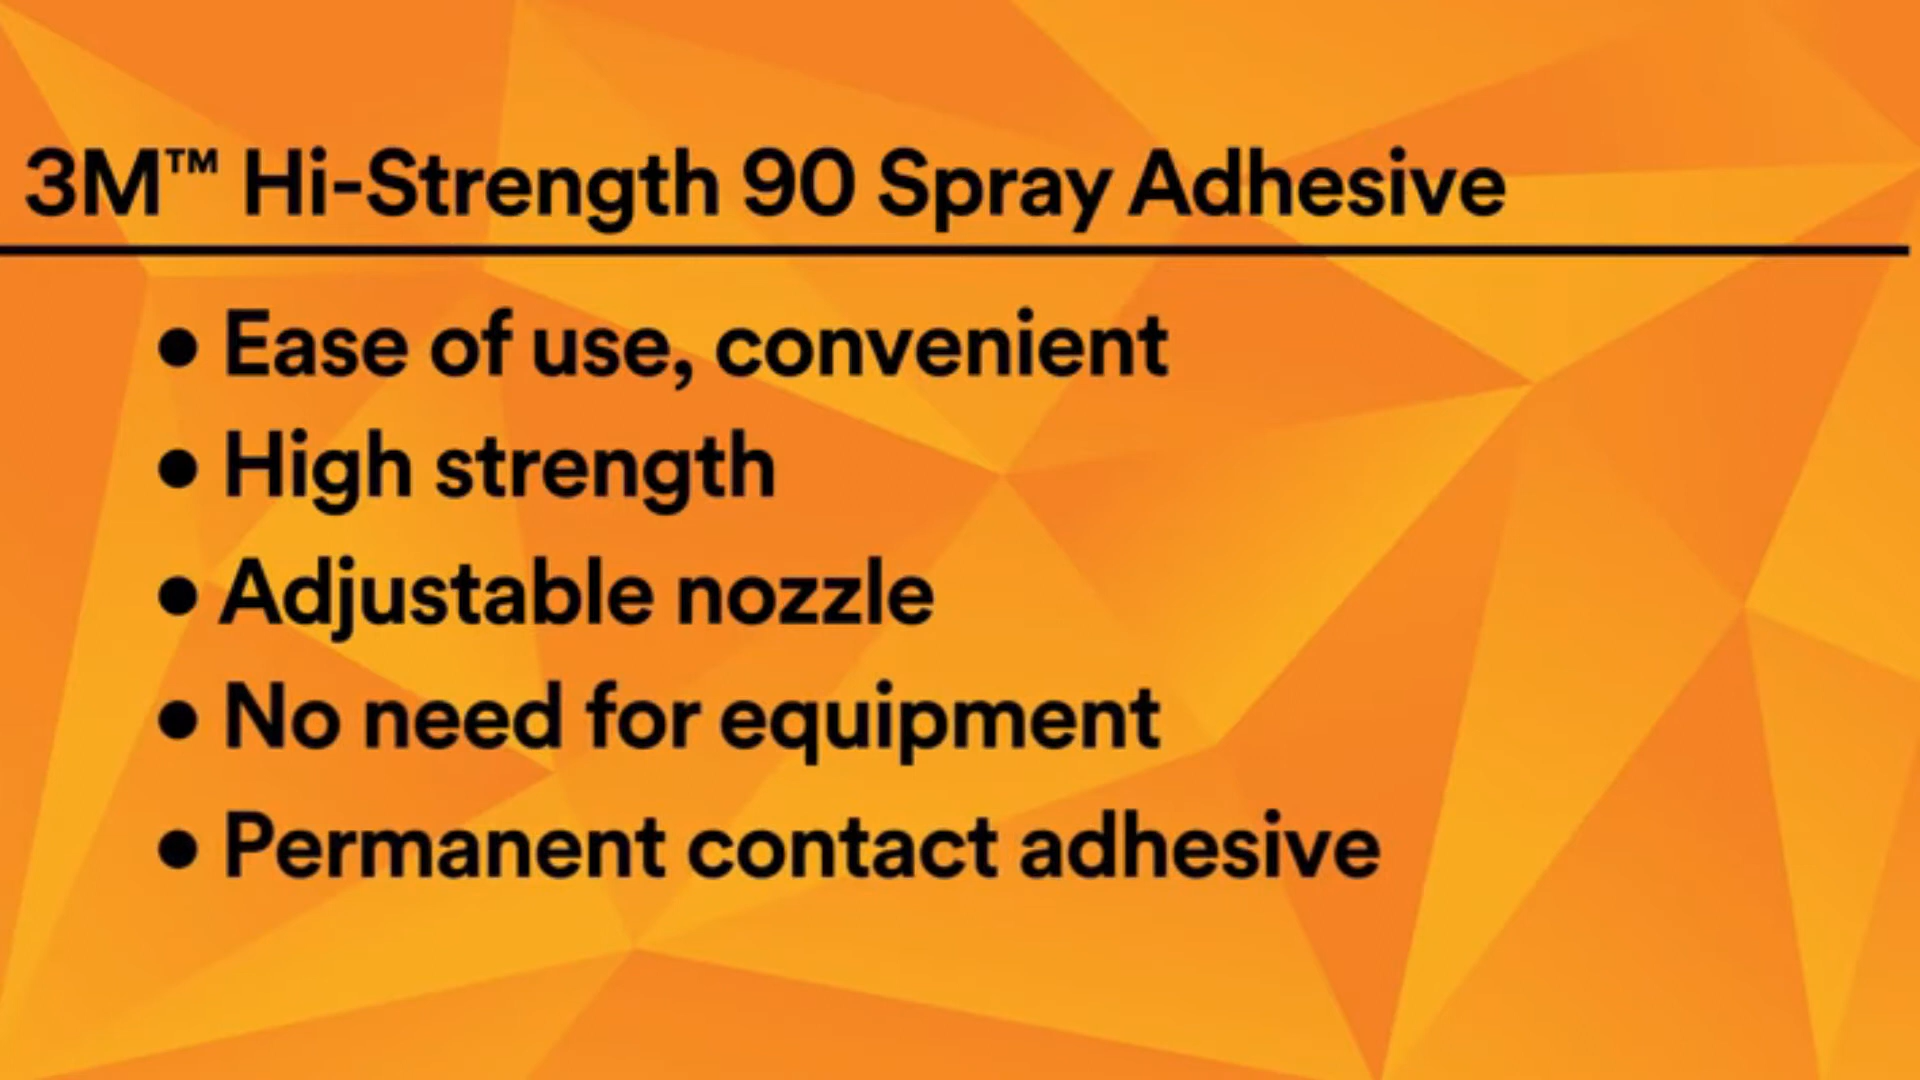 3M™ Hi-Strength 90 Spray Adhesive
• Ease of use, convenient
• High strength
• Adjustable nozzle
• No need for equipment
• Permanent contact adhesive